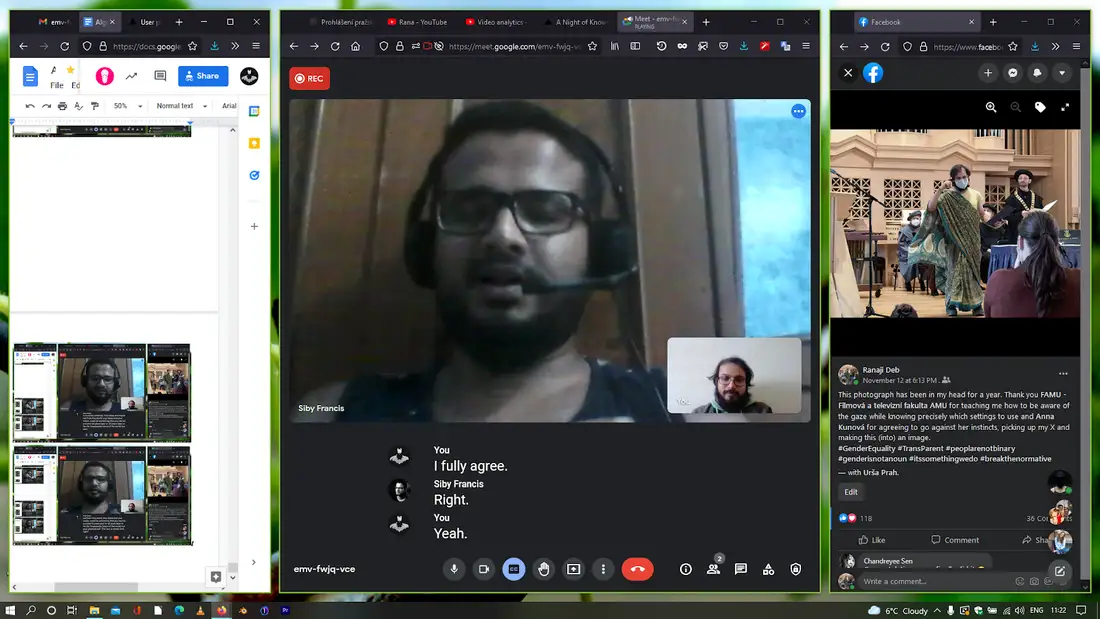 emv-
Alg
User p
https://docs.google
A
File
Ed
Share
50%
Normal text
Arial
Prohlášení praž
Rana - YouTube
Video analytics -
A Night of Know
Meet - emv-fw
PLAYING
https://meet.google.com/emv-fwjq-vc
REC
Siby Francis
You
You
I fully agree.
Siby Francis
Right.
You
Yeah.
emv-fwjq-vce
2
Facebook
https://www.faceb
Ranaji Deb
November 12 at 6:13 PM
This photograph has been in my head for a year. Thank you FAMU -
Filmová a televizní fakulta AMU for teaching me how to be aware of
the gaze while knowing precisely which settings to use and Anna
Kunová for agreeing to go against her instincts, picking up my X and
making this (into) an image.
#GenderEquality #TransParent #peoplarenotbinary
#genderisnotanoun #itssomethingwedo #breakthenormative
— with Urša Prah.
Edit
118
36 Co
Like
Comment
Sha
Chandreyee Sen
Write a comment...
6°C Cloudy
ENG
11:22